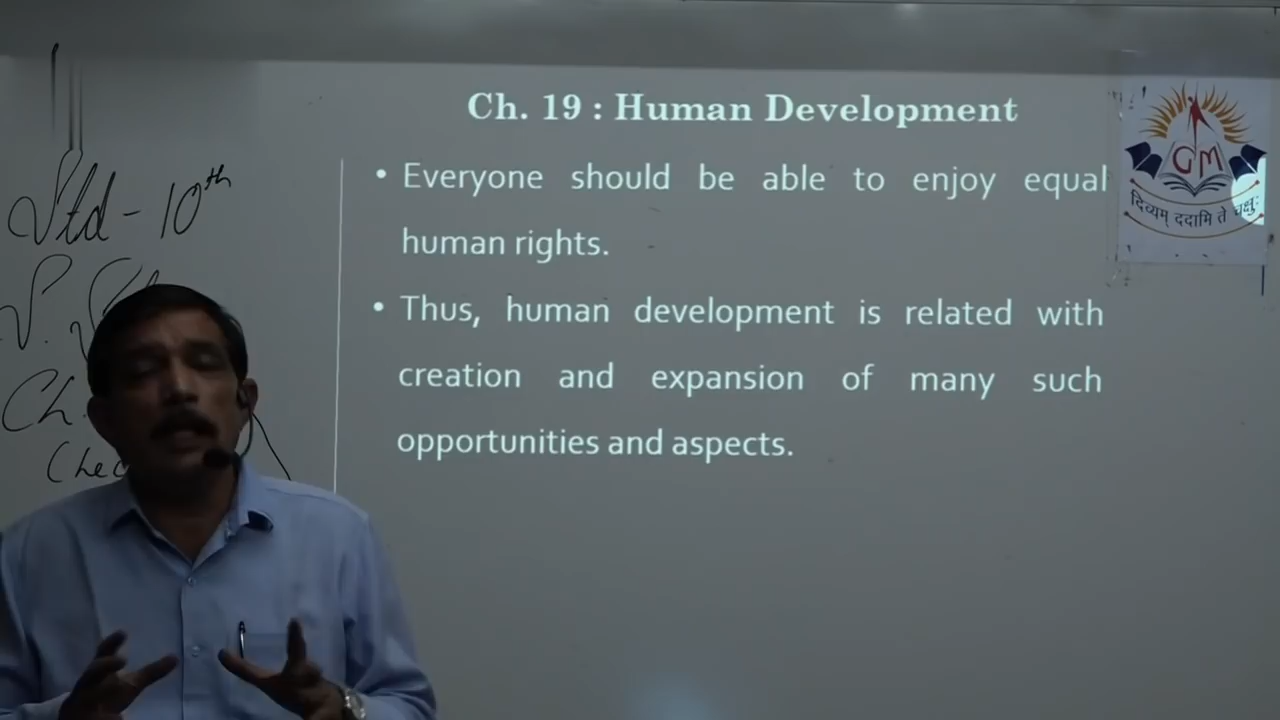 Ch. 19 : Human Development
• Everyone should be able to enjoy equal
human rights.
• Thus, human development is related with
creation and expansion of many such
opportunities and aspects.
Std - 10th
Ch.
GM
दिव्यम् ददामि ते चक्षुः